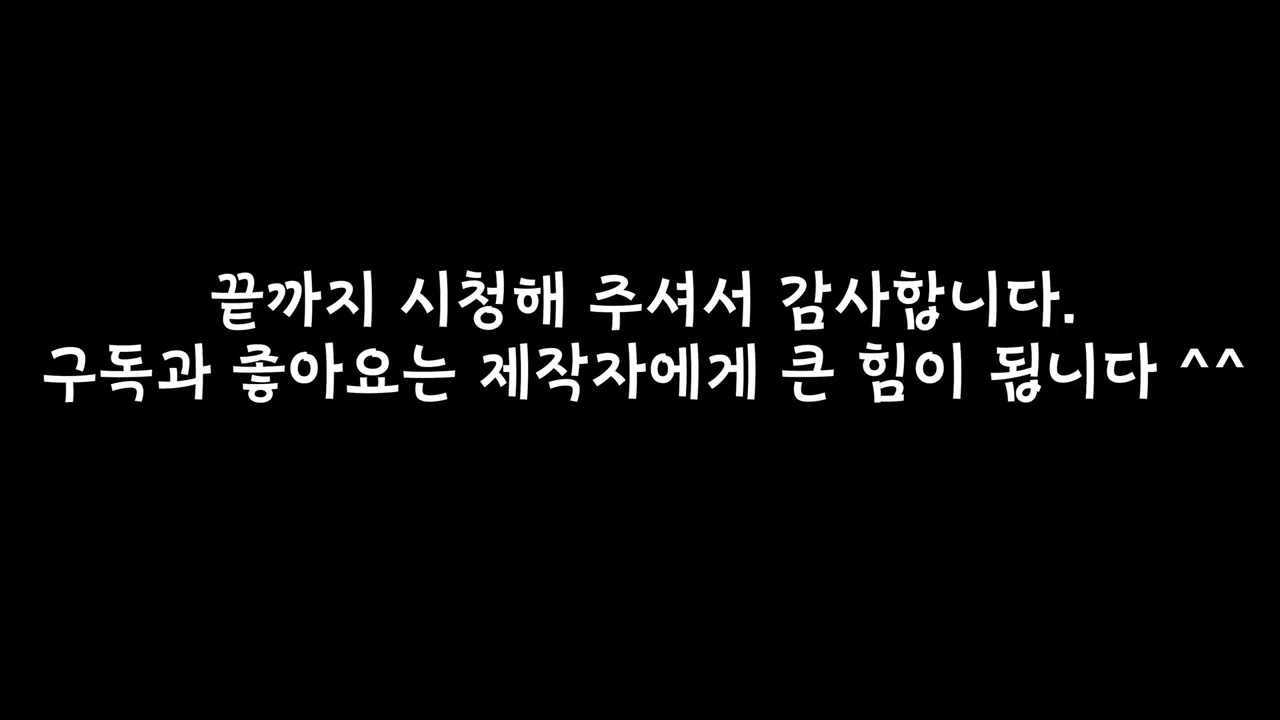 끝까지 시청해 주셔서 감사합니다.
구독과 좋아요는 제작자에게 큰 힘이 됩니다 ^^